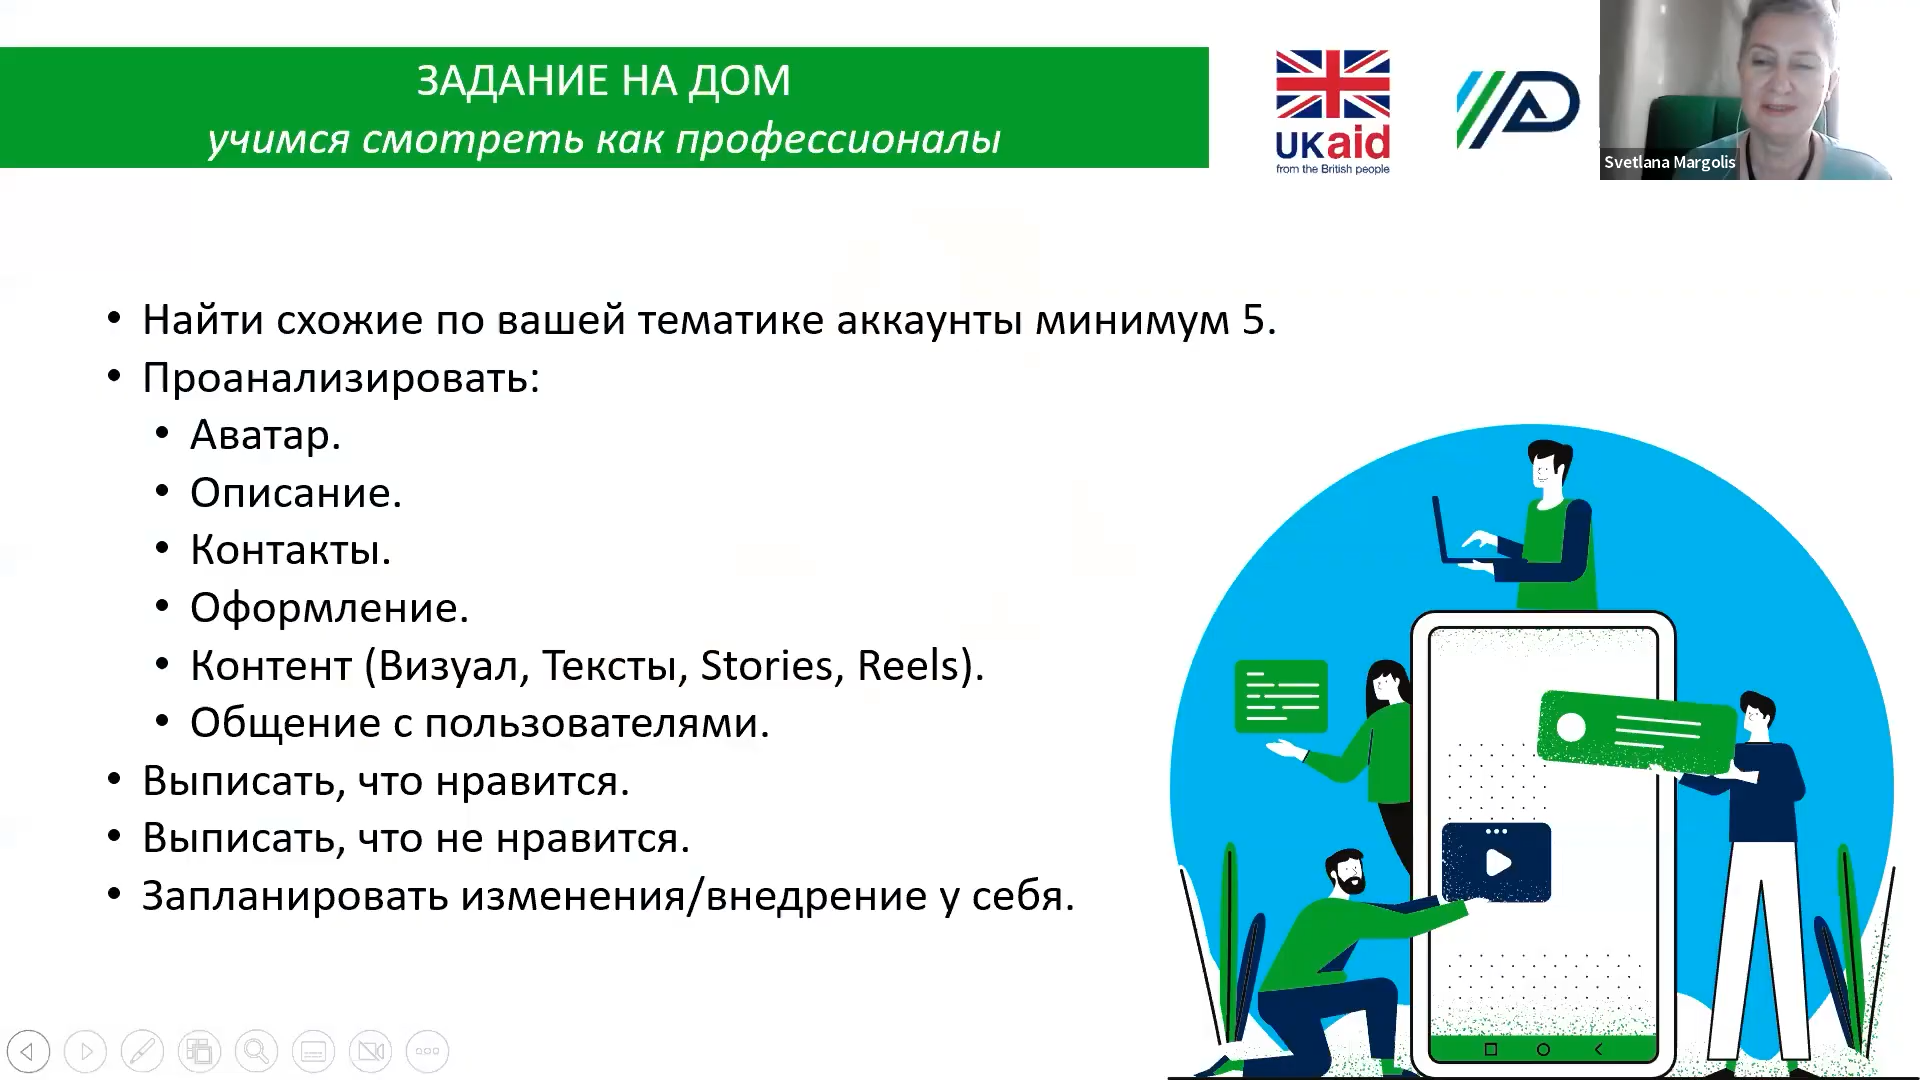 ЗАДАНИЕ НА ДОМ
учимся смотреть как профессионалы
UKaid
from the British people
Svetlana Margolis
• Найти схожие по вашей тематике аккаунты минимум 5.
• Проанализировать:
• Аватар.
• Описание.
• Контакты.
• Оформление.
• Контент (Визуал, Тексты, Stories, Reels).
• Общение с пользователями.
• Выписать, что нравится.
• Выписать, что не нравится.
• Запланировать изменения/внедрение у себя.